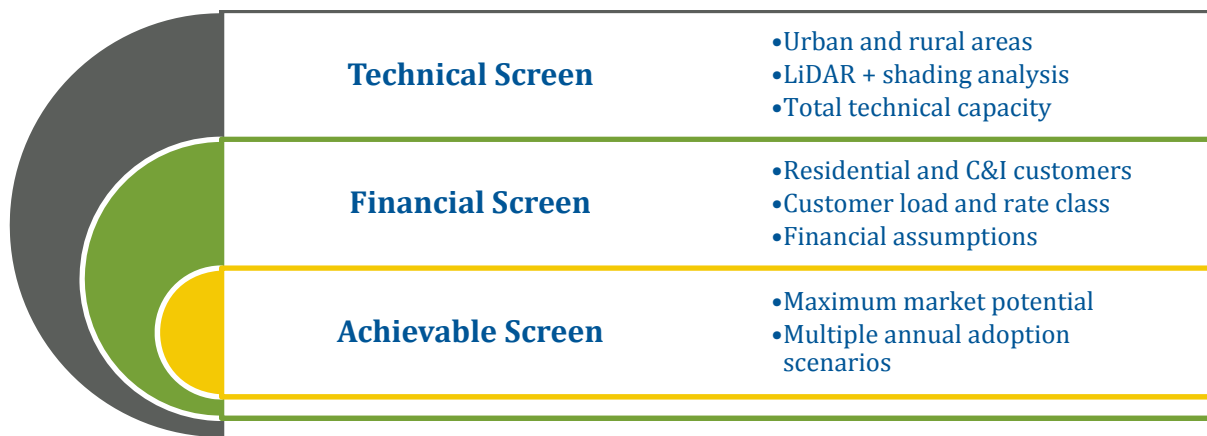 Technical Screen
•Urban and rural areas
•LiDAR + shading analysis
•Total technical capacity
Financial Screen
•Residential and C&I customers
•Customer load and rate class
•Financial assumptions
Achievable Screen
•Maximum market potential
•Multiple annual adoption
scenarios